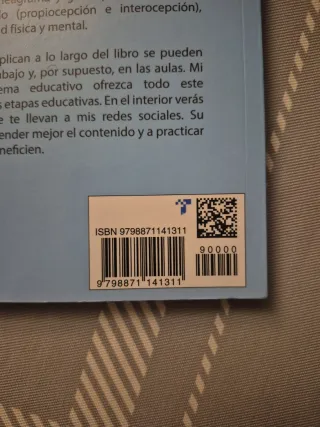 o (propiocepción e interocepción),
d física y mental.
plican a lo largo del libro se pueden
bajo y, por supuesto, en las aulas. Mi
ema educativo ofrezca todo este
s etapas educativas. En el interior verás
e te llevan a mis redes sociales. Su
ender mejor el contenido y a practicar
neficien.
ISBN 9798871141311
90000
9 798871 141311